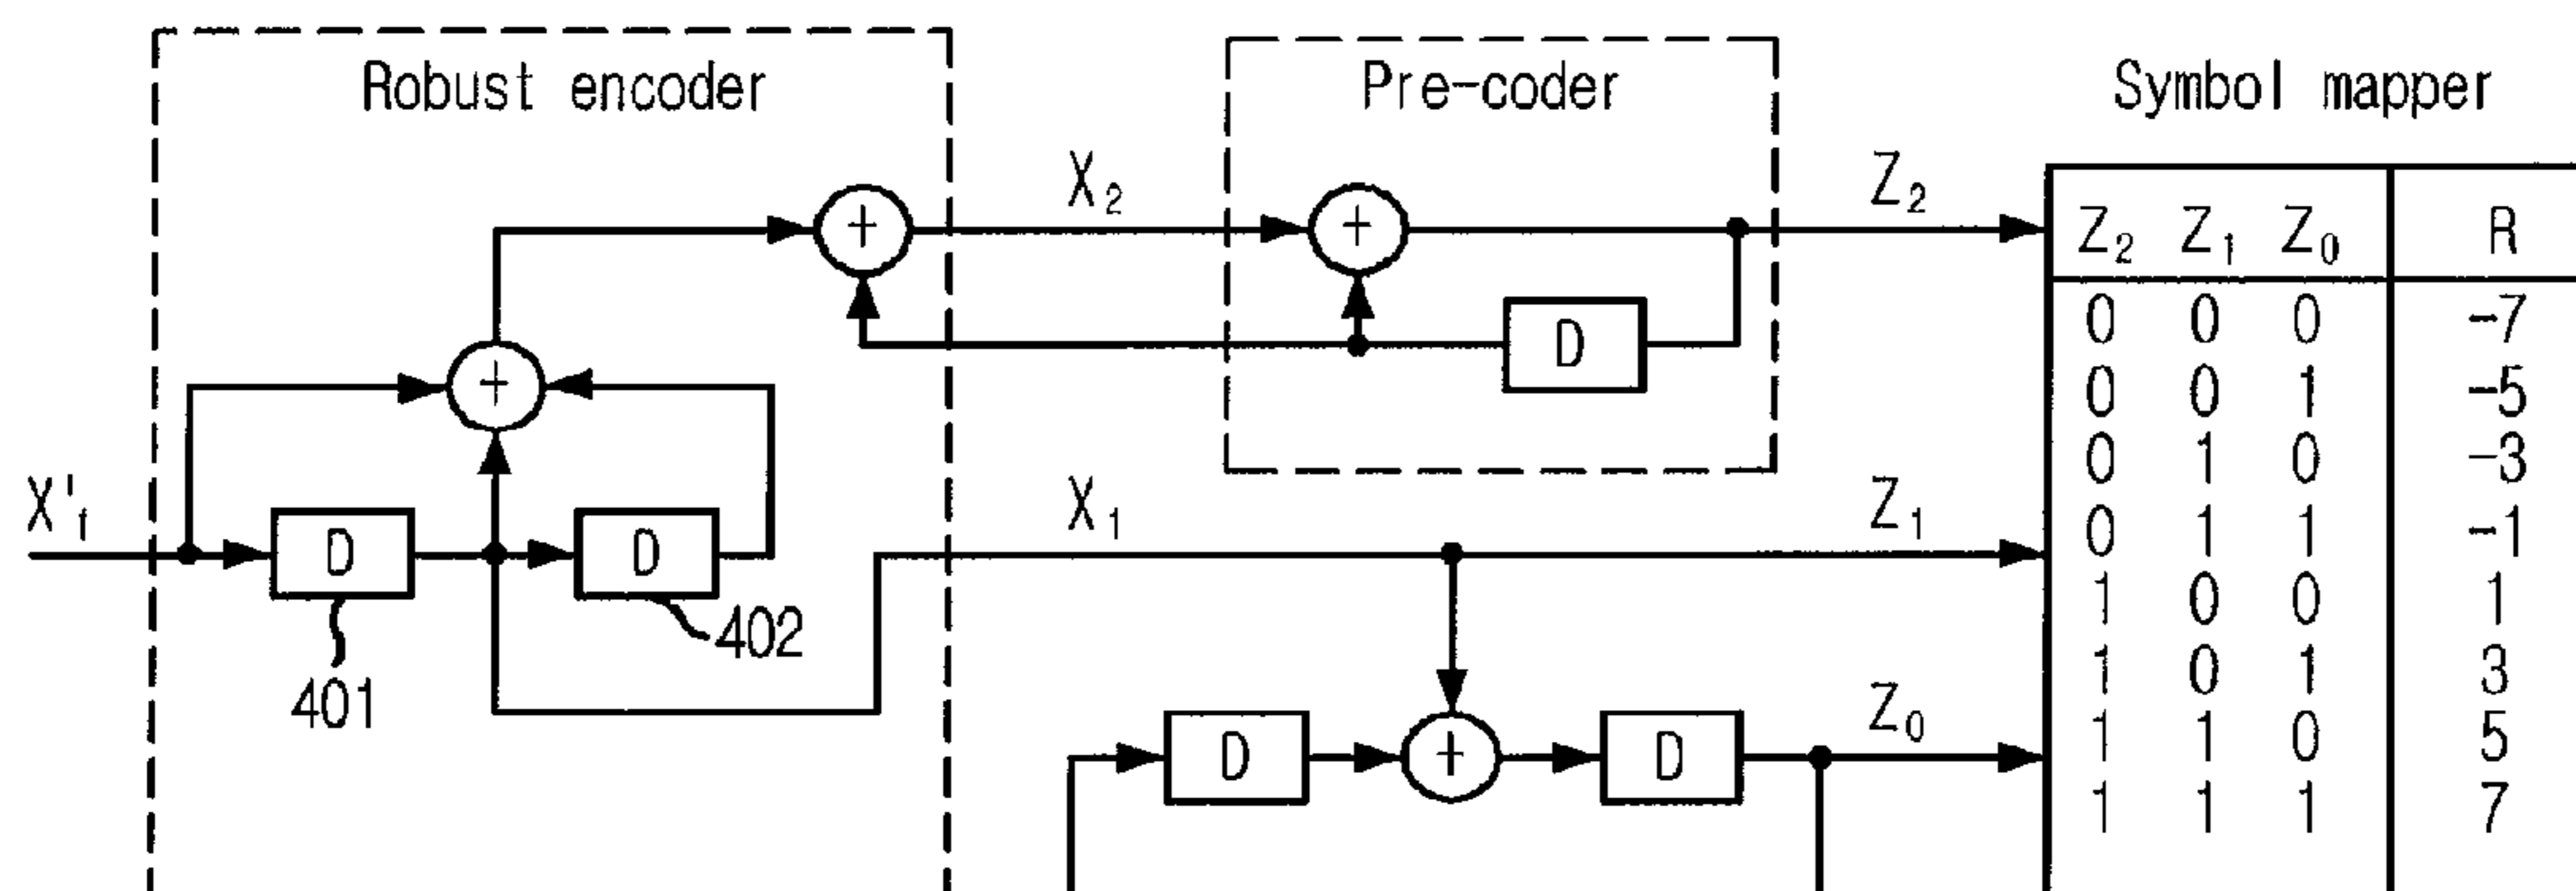 Robust encoder
Pre-coder
Symbol mapper
X₂
Z₂
Z₂ Z₁ Z₀ R
+
+
0 0 0 -7
D
0 0 1 -5
+
0 1 0 -3
X'₁
X₁
Z₁
0 1 1 -1
D
D
1 0 0 1
402
401
1 0 1 3
Z₀
1 1 0 5
D
+
D
1 1 1 7